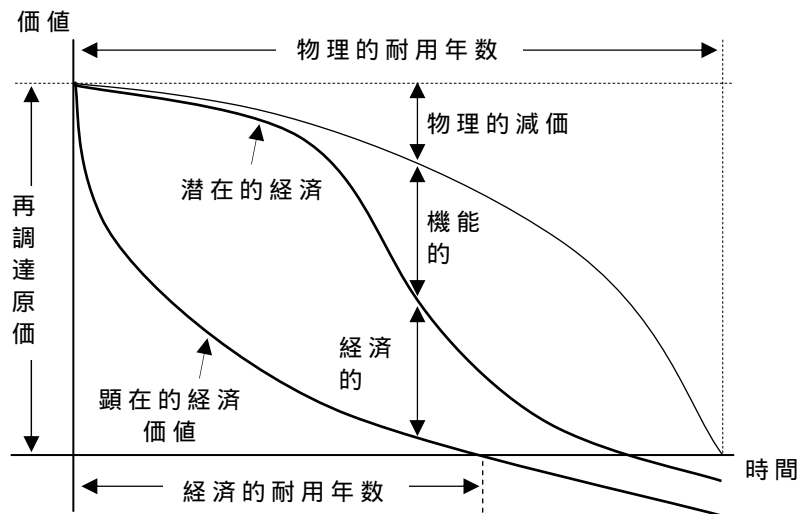 価値
物理的耐用年数
物理的減価
潜在的経済
機能
的
再
調
達
原
価
経済
的
顕在的経済
価値
時間
経済的耐用年数